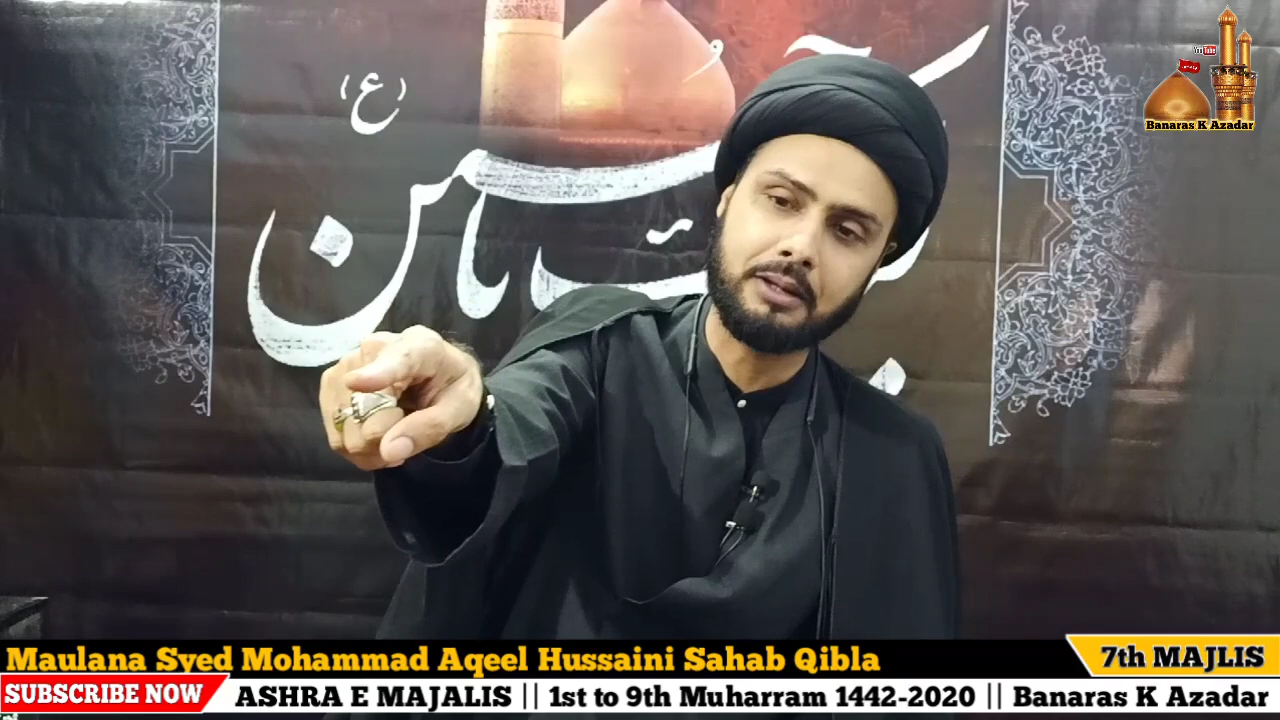 (ع)
YouTube
Banaras K Azadar
Maulana Syed Mohammad Aqeel Hussaini Sahab Qibla
7th MAJLIS
SUBSCRIBE NOW
ASHRA E MAJALIS || 1st to 9th Muharram 1442-2020 || Banaras K Azadar